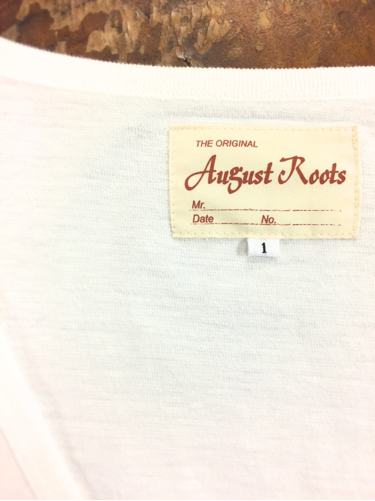 THE ORIGINAL
August Roots
Mr.
Date No.
1